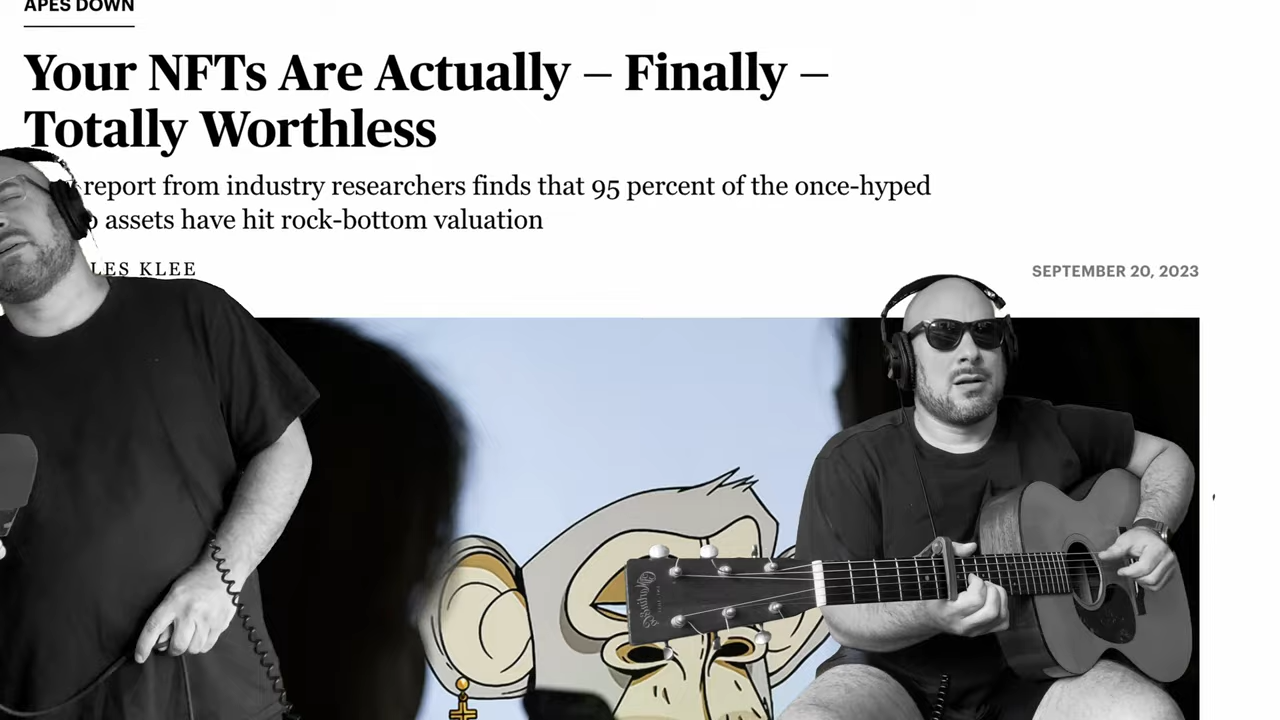 APES DOWN
Your NFTs Are Actually – Finally –
Totally Worthless
report from industry researchers finds that 95 percent of the once-hyped
assets have hit rock-bottom valuation
LES KLEE
SEPTEMBER 20, 2023